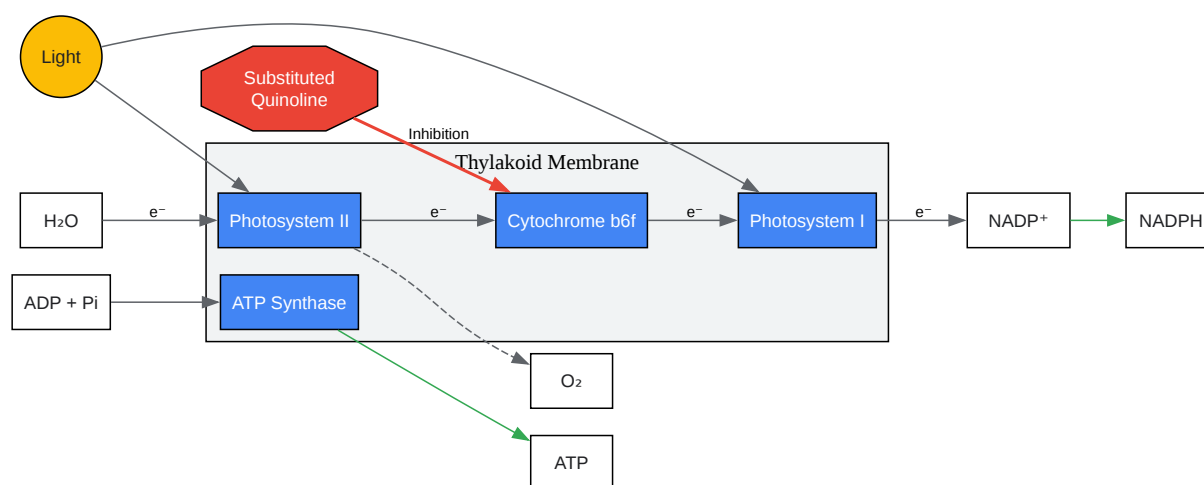 Light
Substituted
Quinoline
Inhibition
Thylakoid Membrane
H₂O
e⁻
Photosystem II
e⁻
Cytochrome b6f
e⁻
Photosystem I
e⁻
NADP⁺
NADPH
ADP + Pi
ATP Synthase
O₂
ATP